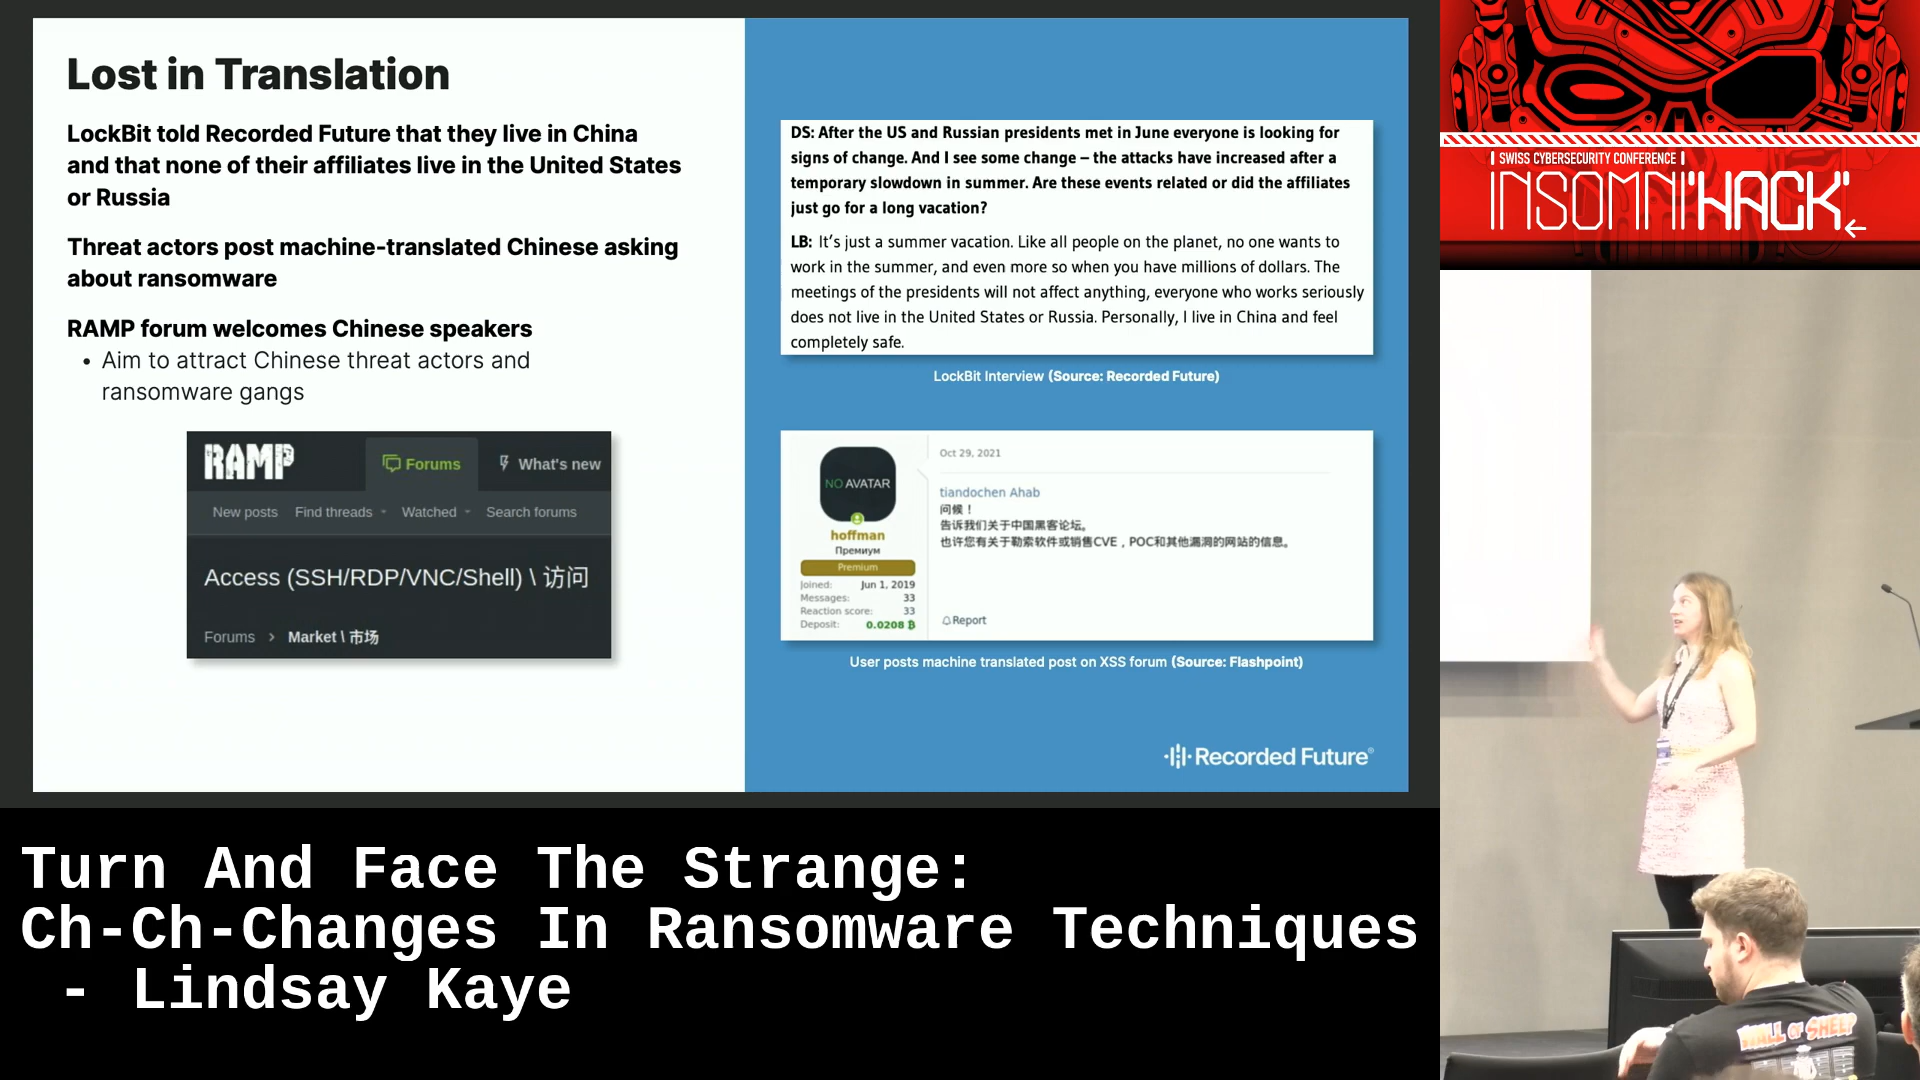 Lost in Translation
LockBit told Recorded Future that they live in China
and that none of their affiliates live in the United States
or Russia
Threat actors post machine-translated Chinese asking
about ransomware
RAMP forum welcomes Chinese speakers
• Aim to attract Chinese threat actors and
ransomware gangs
RAMP
Forums
What's new
New posts
Find threads
Watched
Search forums
Access (SSH/RDP/VNC/Shell) \ 访问
Forums > Market \ 市场
DS: After the US and Russian presidents met in June everyone is looking for
signs of change. And I see some change – the attacks have increased after a
temporary slowdown in summer. Are these events related or did the affiliates
just go for a long vacation?
LB: It's just a summer vacation. Like all people on the planet, no one wants to
work in the summer, and even more so when you have millions of dollars. The
meetings of the presidents will not affect anything, everyone who works seriously
does not live in the United States or Russia. Personally, I live in China and feel
completely safe.
LockBit Interview (Source: Recorded Future)
NO AVATAR
hoffman
Премиум
Premium
Joined: Jun 1, 2019
Messages: 33
Reaction score: 33
Deposit: 0.0208 ₿
Oct 29, 2021
tiandochen Ahab
问候！
告诉我们关于中国黑客论坛。
也许您有关于勒索软件或销售CVE，POC和其他漏洞的网站的信息。
Report
User posts machine translated post on XSS forum (Source: Flashpoint)
Recorded Future®
SWISS CYBERSECURITY CONFERENCE
INSOMNI'HACK
WALL OF SHEEP
Turn And Face The Strange:
Ch-Ch-Changes In Ransomware Techniques
- Lindsay Kaye